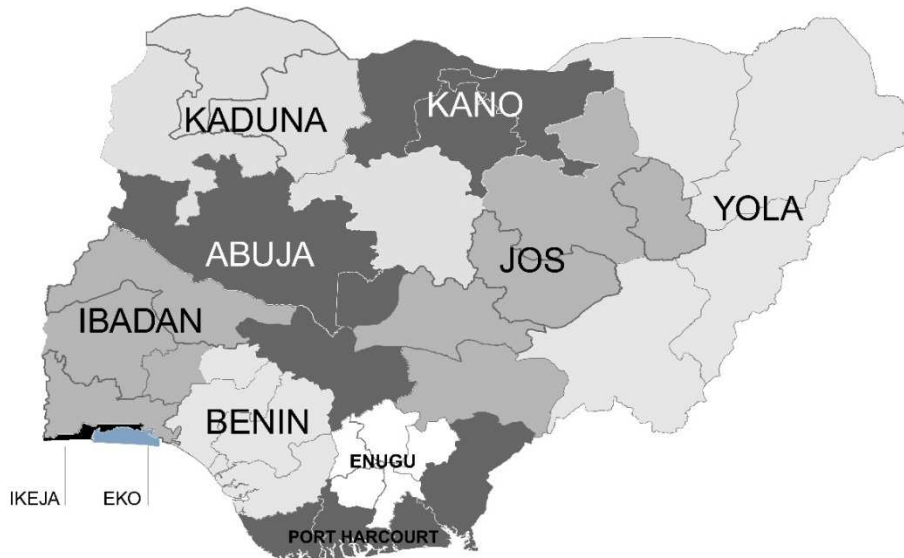 KANO
KADUNA
YOLA
ABUJA
JOS
IBADAN
BENIN
ENUGU
IKEJA
EKO
PORT HARCOURT